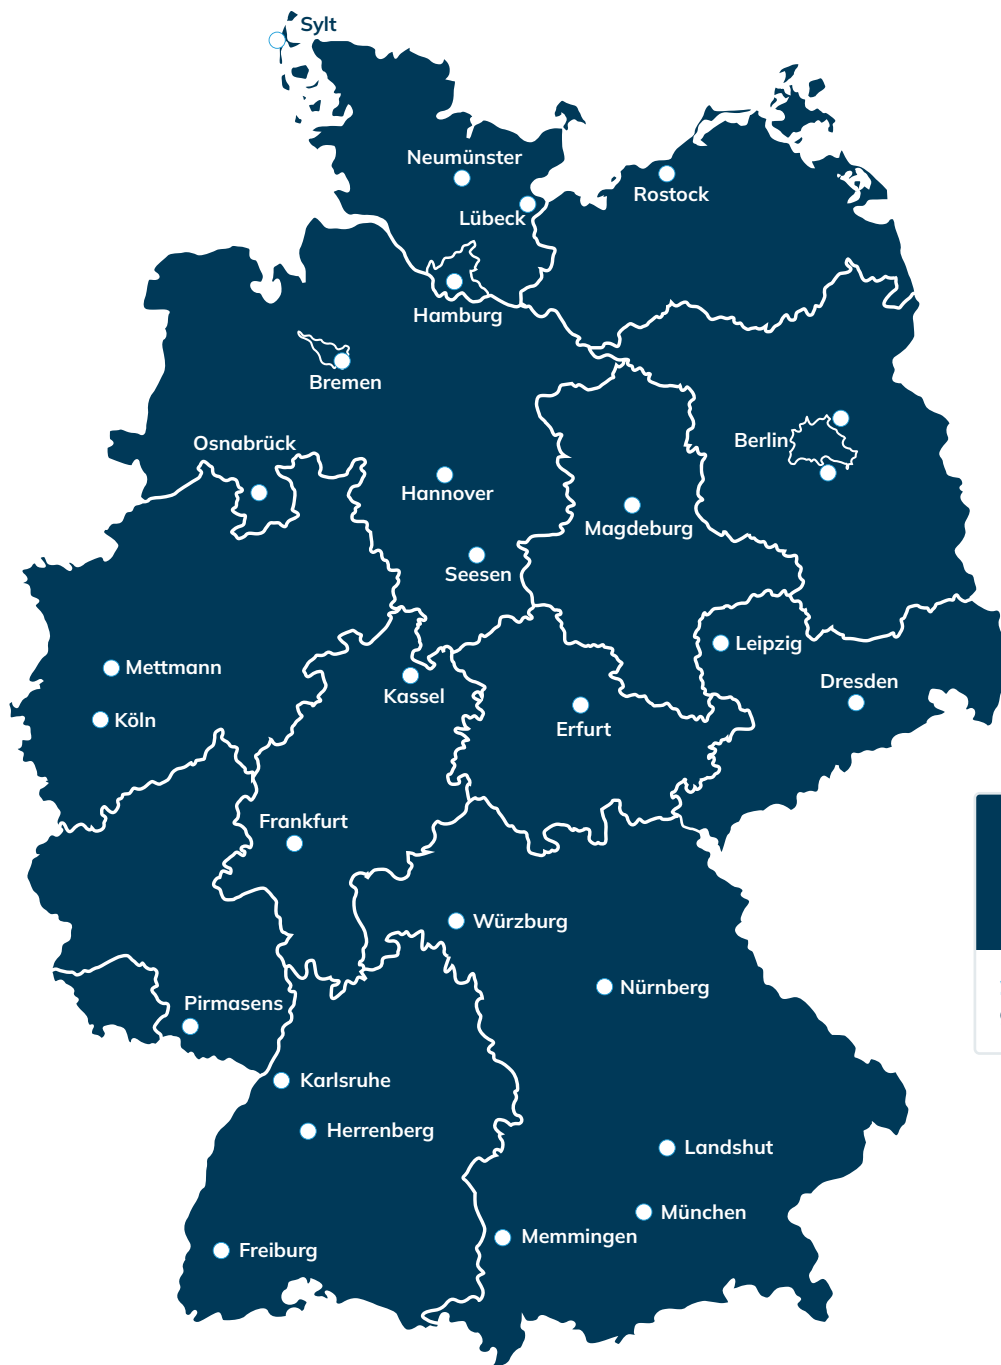 Sylt
Neumünster
Rostock
Lübeck
Hamburg
Bremen
Berlin
Osnabrück
Hannover
Magdeburg
Seesen
Leipzig
Mettmann
Dresden
Kassel
Köln
Erfurt
Frankfurt
Würzburg
Nürnberg
Pirmasens
Karlsruhe
Herrenberg
Landshut
München
Memmingen
Freiburg